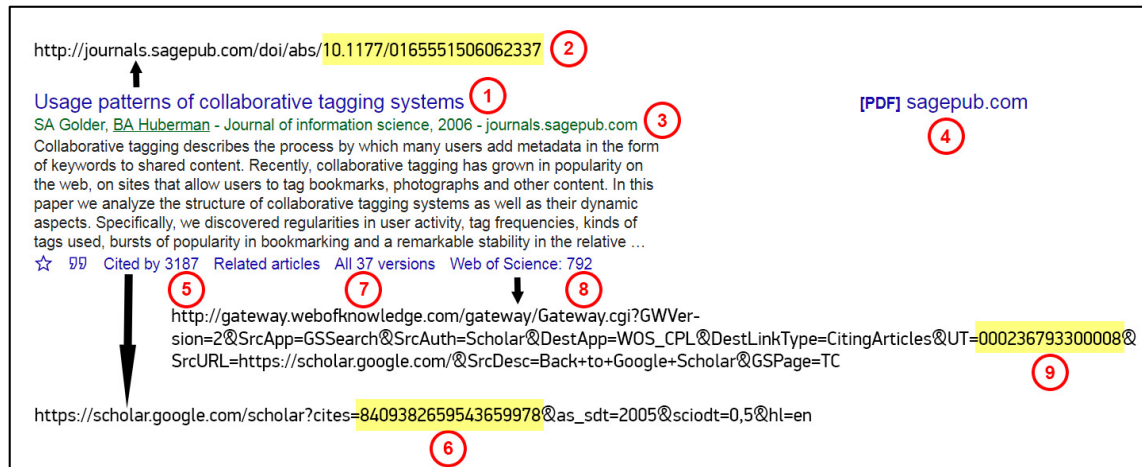 http://journals.sagepub.com/doi/abs/10.1177/0165551506062337 2
Usage patterns of collaborative tagging systems 1
[PDF] sagepub.com
4
SA Golder, BA Huberman - Journal of information science, 2006 - journals.sagepub.com 3
Collaborative tagging describes the process by which many users add metadata in the form
of keywords to shared content. Recently, collaborative tagging has grown in popularity on
the web, on sites that allow users to tag bookmarks, photographs and other content. In this
paper we analyze the structure of collaborative tagging systems as well as their dynamic
aspects. Specifically, we discovered regularities in user activity, tag frequencies, kinds of
tags used, bursts of popularity in bookmarking and a remarkable stability in the relative ...
Cited by 3187 Related articles All 37 versions Web of Science: 792
5 7 8
http://gateway.webofknowledge.com/gateway/Gateway.cgi?GWVer-
sion=2&SrcApp=GSSearch&SrcAuth=Scholar&DestApp=WOS_CPL&DestLinkType=CitingArticles&UT=000236793300008&
SrcURL=https://scholar.google.com/&SrcDesc=Back+to+Google+Scholar&GSPage=TC
9
https://scholar.google.com/scholar?cites=8409382659543659978&as_sdt=2005&sciodt=0,5&hl=en
6